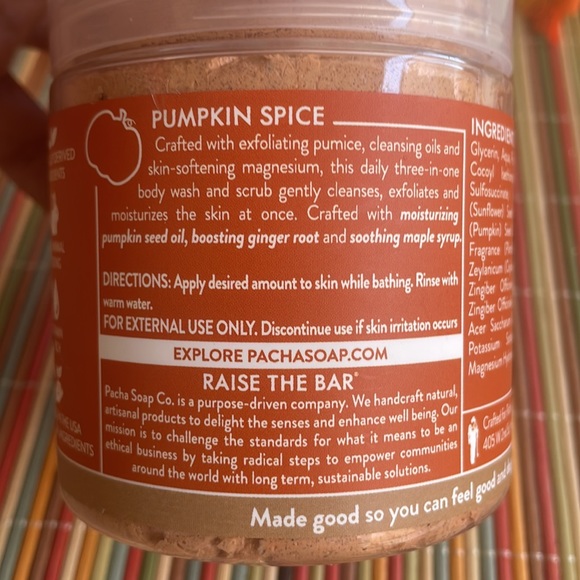 PUMPKIN SPICE
Crafted with exfoliating pumice, cleansing oils and
skin-softening magnesium, this daily three-in-one
body wash and scrub gently cleanses, exfoliates and
moisturizes the skin at once. Crafted with moisturizing
pumpkin seed oil, boosting ginger root and soothing maple syrup.
DIRECTIONS: Apply desired amount to skin while bathing. Rinse with
warm water.
FOR EXTERNAL USE ONLY. Discontinue use if skin irritation occurs
EXPLORE PACHASOAP.COM
RAISE THE BAR®
Pacha Soap Co. is a purpose-driven company. We handcraft natural,
artisanal products to delight the senses and enhance well being. Our
mission is to challenge the standards for what it means to be an
ethical business by taking radical steps to empower communities
around the world with long term, sustainable solutions.
Made good so you can feel good and
Glycerin,
Cocoyl
Sulfosuccinate
(Sunflower)
(Pumpkin)
Fragrance
Zeylanicum
Zingiber
Zingiber
Acer
Potassium
Magnesium
Crafted
405 W
USA